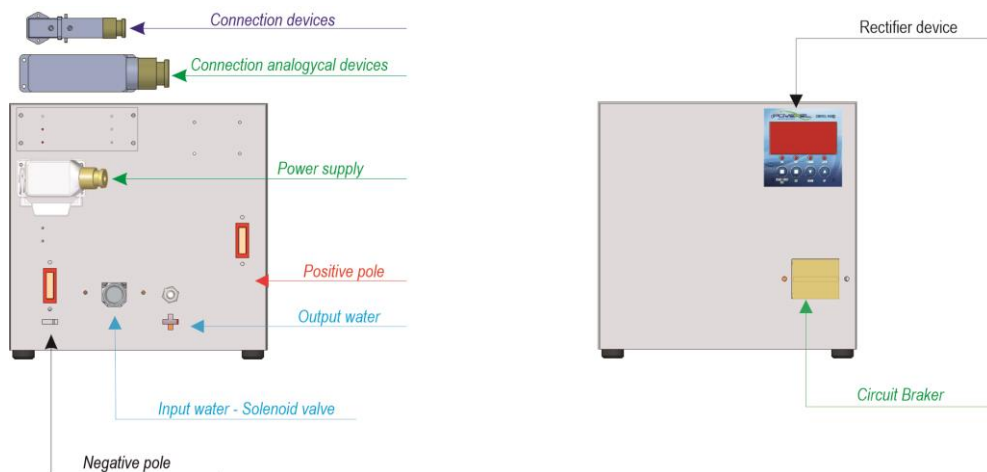 Connection devices
Rectifier device
Connection analogycal devices
Power supply
Positive pole
Output water
Input water - Solenoid valve
Circuit Braker
Negative pole